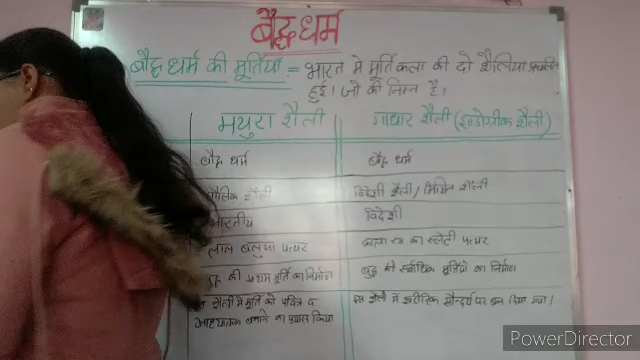 बौद्ध धर्म
बौद्ध धर्म की मूर्तियां = भारत मे मूर्ति कला की दो शैलिया प्रचलित
हुई। जो की निम्न है।
मथुरा शैली
गांधार शैली (इण्डोग्रीक शैली)
बौद्ध धर्म
बौद्ध धर्म
मौलिक शैली
विदेशी शैली / मिश्रित शैली
भारतीय
विदेशी
लाल बलुआ पत्थर
का स्लेटी पत्थर
बुद्ध की प्रथम मूर्ति का निर्माण
बुद्ध की सर्वाधिक मूर्तियों का निर्माण
शैली में मूर्ति को पवित्र व
बनाने का प्रयास किया
इस शैली में शारीरिक सौन्दर्य पर बल दिया गया।
PowerDirector